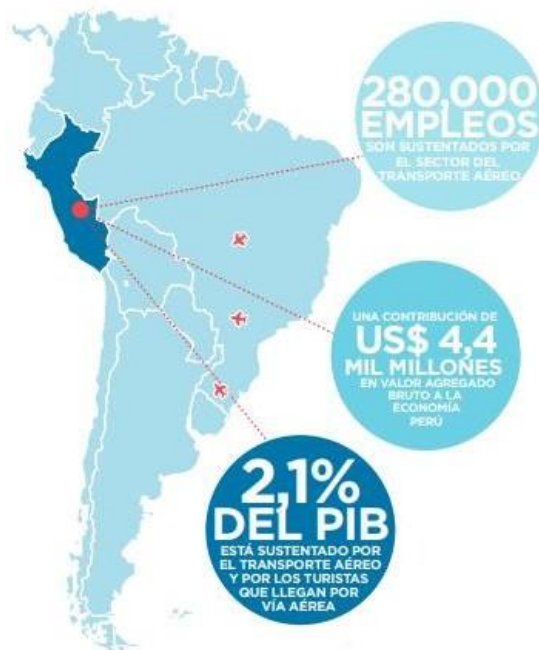 280,000
EMPLEOS
SON SUSTENTADOS POR
EL SECTOR DEL
TRANSPORTE AÉREO
UNA CONTRIBUCIÓN DE
US$ 4,4
MIL MILLONES
EN VALOR AGREGADO
BRUTO A LA
ECONOMÍA
PERÚ
2,1%
DEL PIB
ESTÁ SUSTENTADO POR
EL TRANSPORTE AÉREO
Y POR LOS TURISTAS
QUE LLEGAN POR
VÍA AÉREA